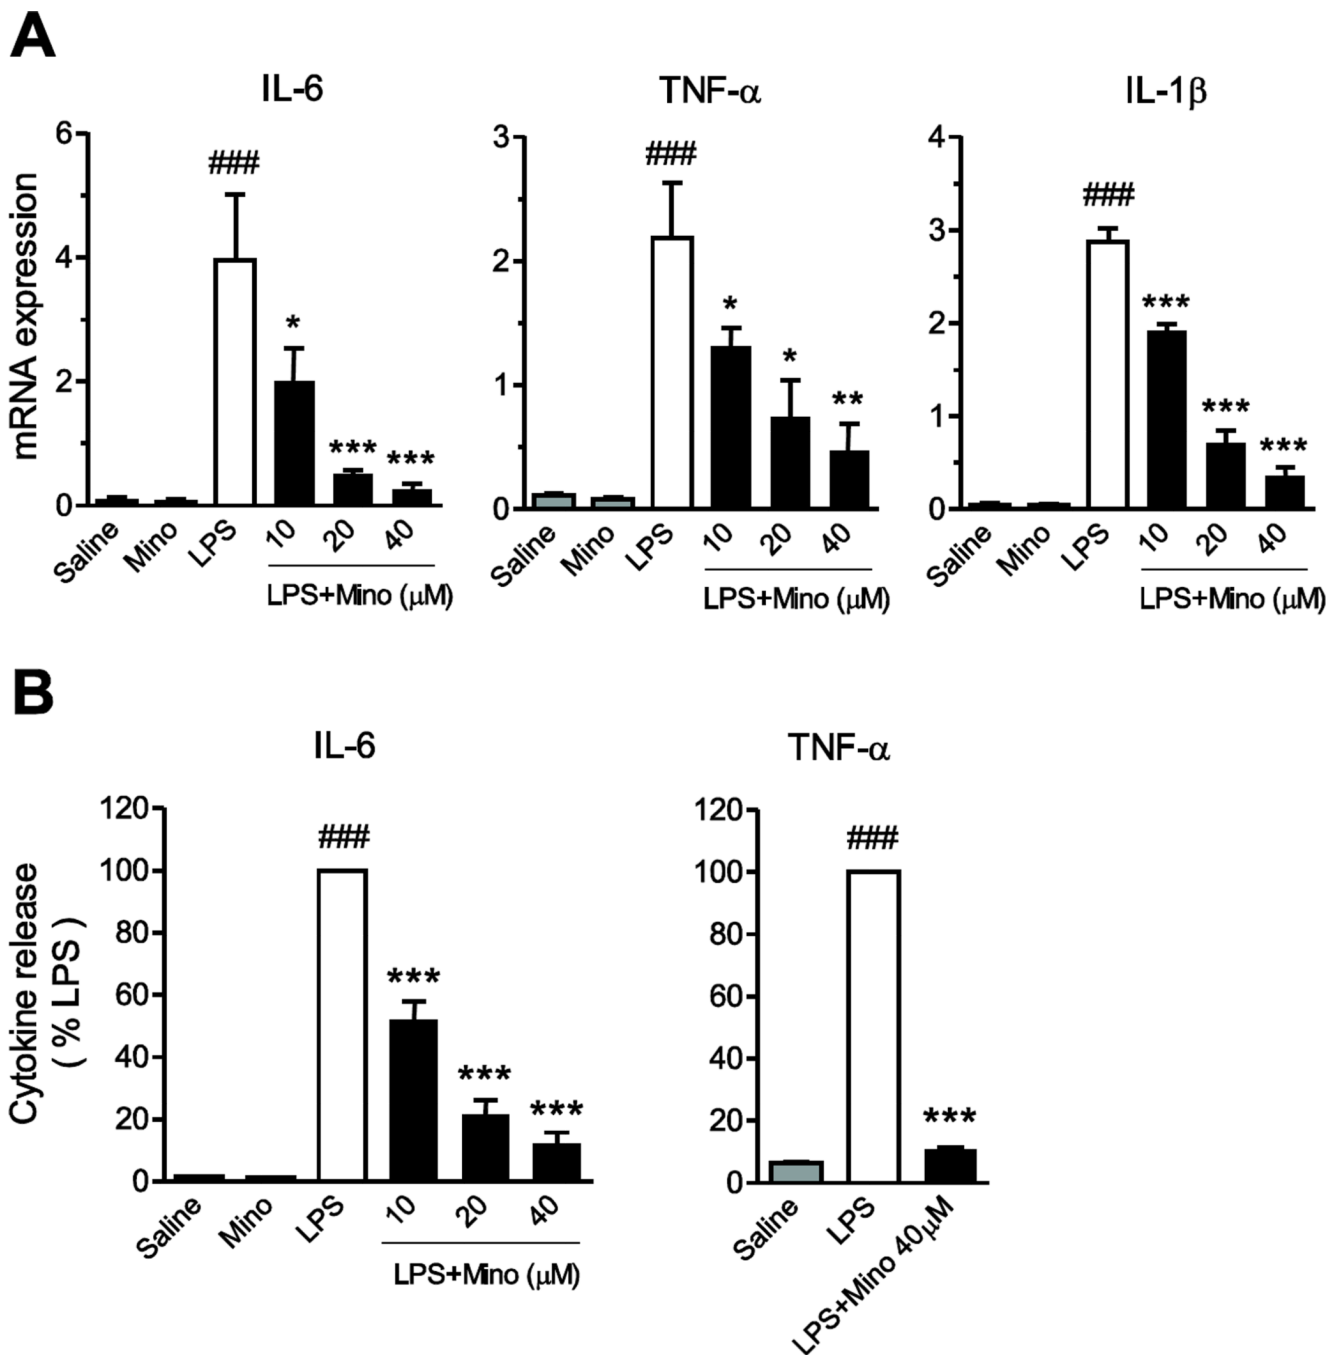 A
IL-6
TNF-α
IL-1β
mRNA expression
6
4
2
0
###
*
***
***
Saline
Mino
LPS
10
20
40
LPS+Mino (μM)
3
2
1
0
###
*
*
**
Saline
Mino
LPS
10
20
40
LPS+Mino (μM)
4
3
2
1
0
###
***
***
***
Saline
Mino
LPS
10
20
40
LPS+Mino (μM)
B
IL-6
TNF-α
Cytokine release
( % LPS )
120
100
80
60
40
20
0
###
***
***
***
Saline
Mino
LPS
10
20
40
LPS+Mino (μM)
120
100
80
60
40
20
0
###
***
Saline
LPS
LPS+Mino 40μM